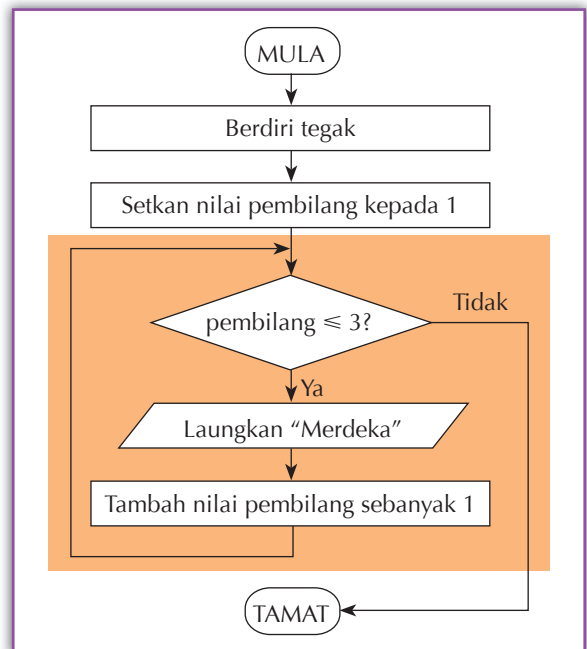 MULA
Berdiri tegak
Setkan nilai pembilang kepada 1
pembilang ⩽ 3?
Tidak
Ya
Laungkan “Merdeka”
Tambah nilai pembilang sebanyak 1
TAMAT